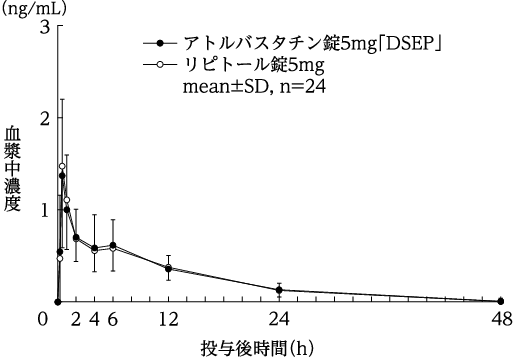 (ng/mL)
3
2
1
0
血漿中濃度
アトルバスタチン錠5mg「DSEP」
リピトール錠5mg
mean±SD, n=24
2 4 6 12 24 48
投与後時間(h)